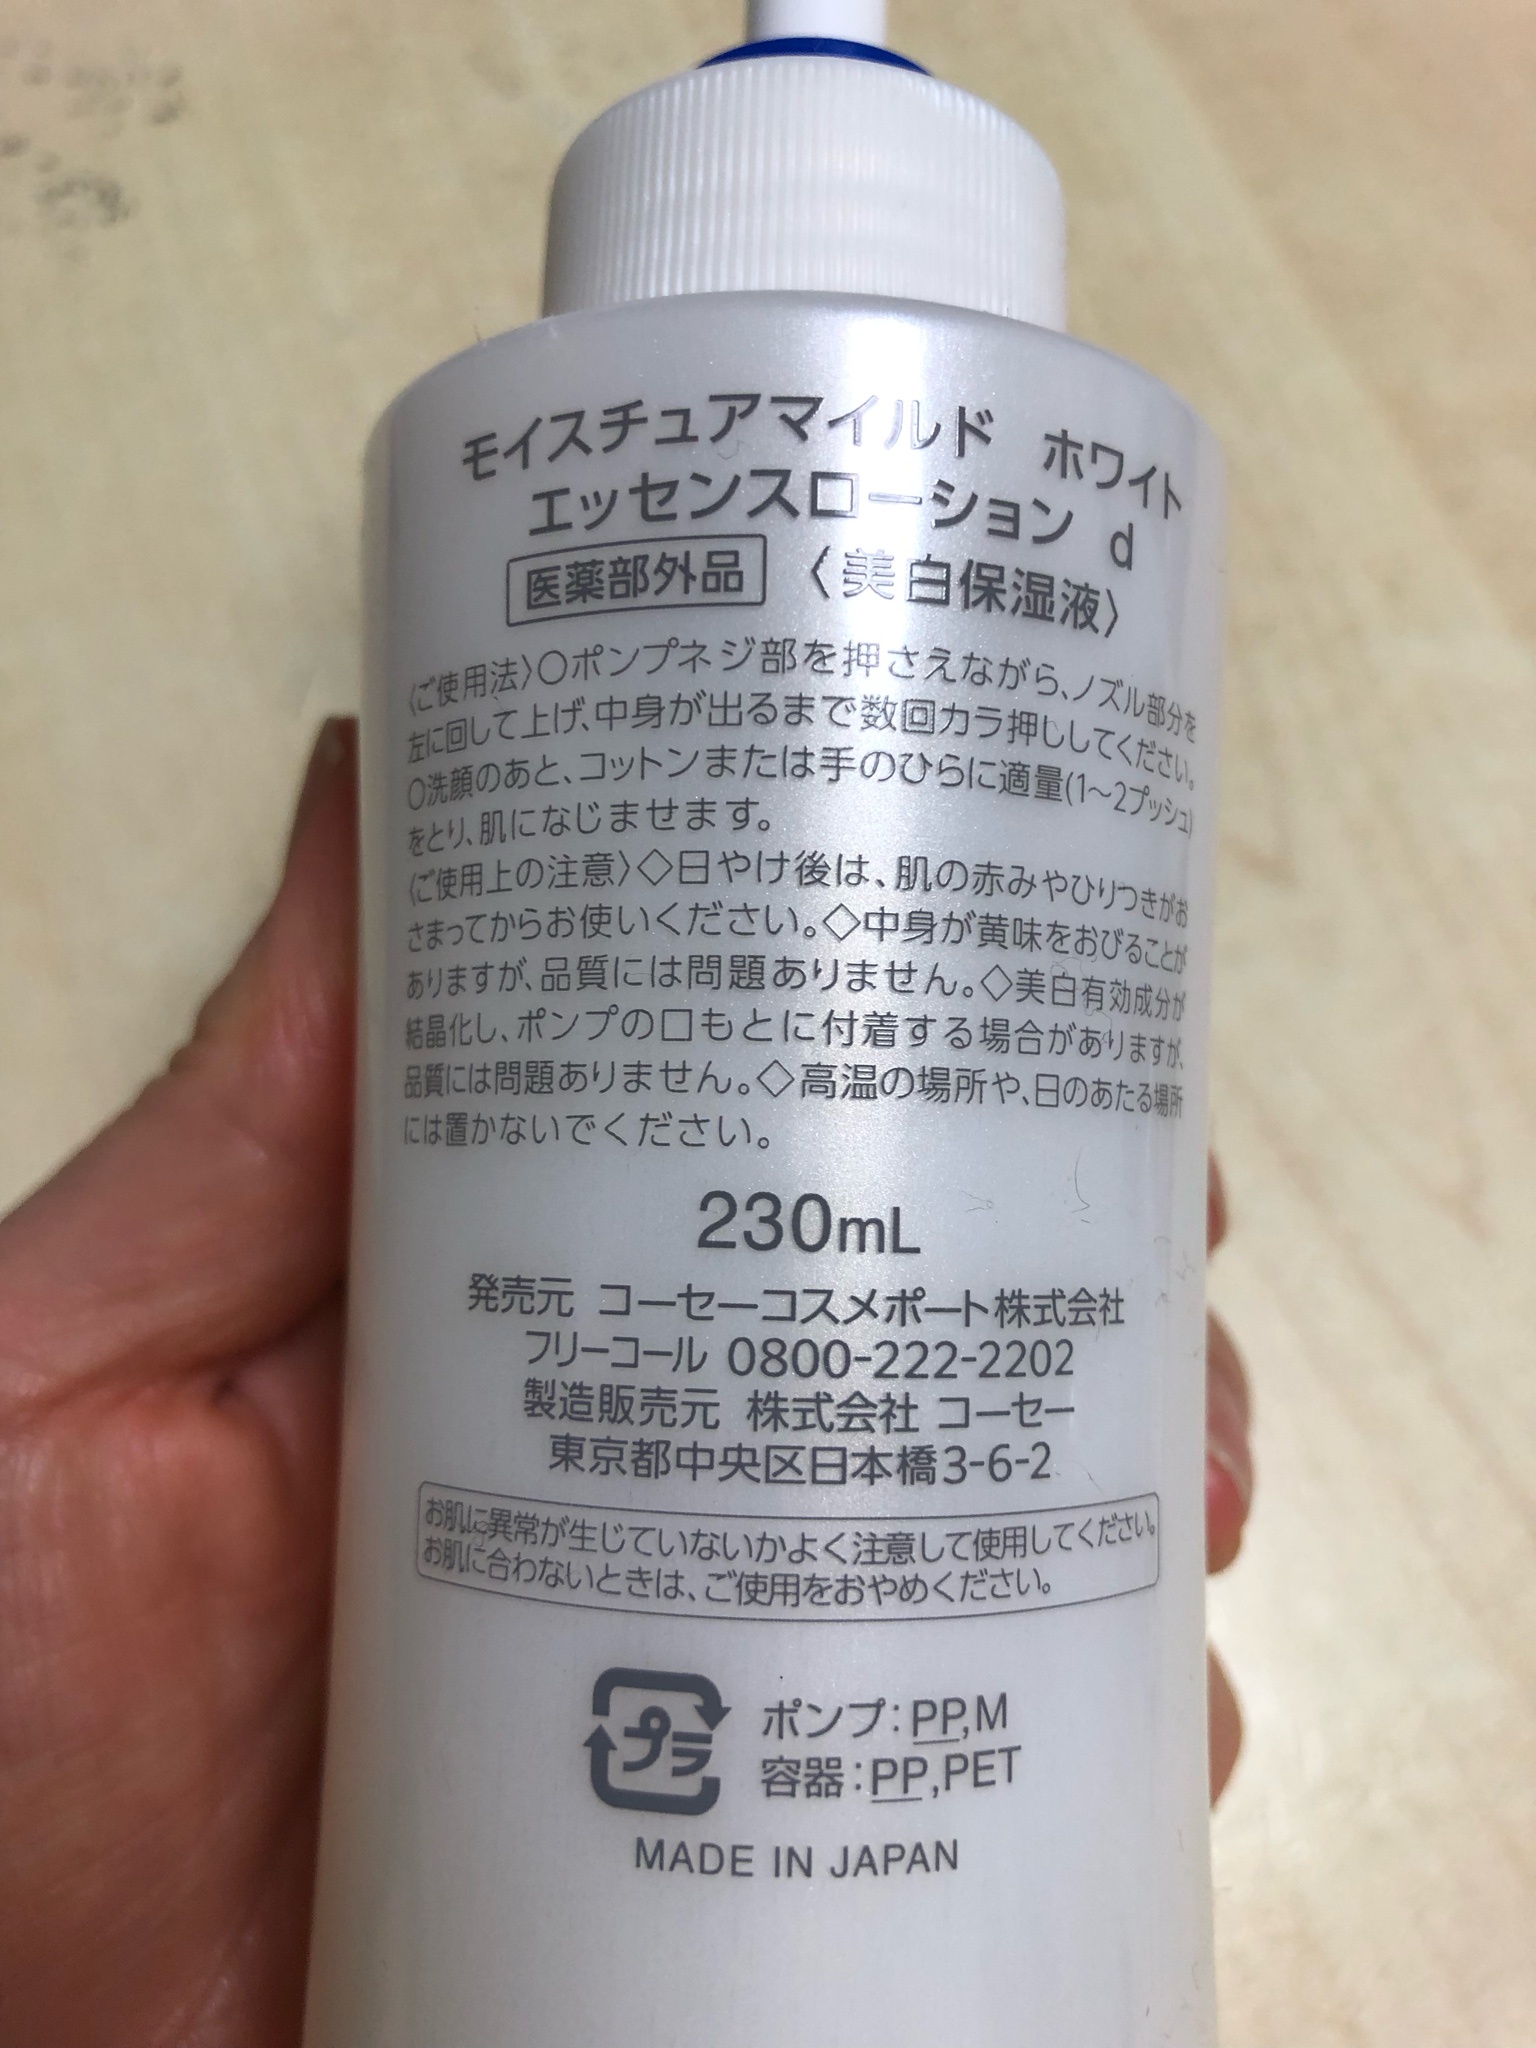 モイスチュアマイルド ホワイト
エッセンスローション d
医薬部外品 〈美白保湿液〉
〈ご使用法〉○ポンプネジ部を押さえながら、ノズル部分を
左に回して上げ、中身が出るまで数回カラ押ししてください。
○洗顔のあと、コットンまたは手のひらに適量(1〜2プッシュ)
をとり、肌になじませます。
〈ご使用上の注意〉◇日やけ後は、肌の赤みやひりつきがお
さまってからお使いください。◇中身が黄味をおびることが
ありますが、品質には問題ありません。◇美白有効成分が
結晶化し、ポンプの口もとに付着する場合がありますが、
品質には問題ありません。◇高温の場所や、日のあたる場所
には置かないでください。
230mL
発売元 コーセーコスメポート株式会社
フリーコール 0800-222-2202
製造販売元 株式会社 コーセー
東京都中央区日本橋3-6-2
お肌に異常が生じていないかよく注意して使用してください。
お肌に合わないときは、ご使用をおやめください。
プラ
ポンプ:PP,M
容器:PP,PET
MADE IN JAPAN